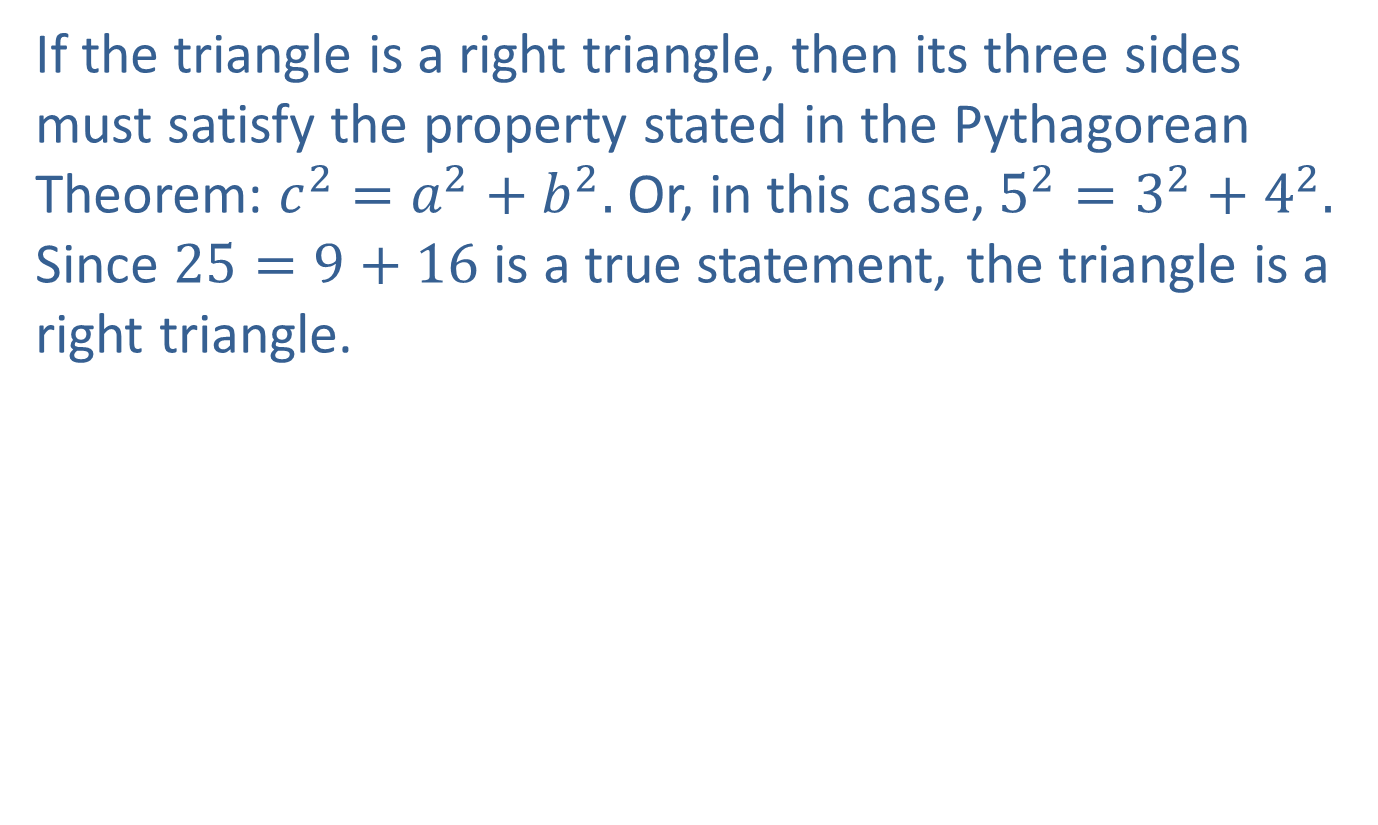 If the triangle is a right triangle, then its three sides
must satisfy the property stated in the Pythagorean
Theorem: c² = a² + b². Or, in this case, 5² = 3² + 4².
Since 25 = 9 + 16 is a true statement, the triangle is a
right triangle.